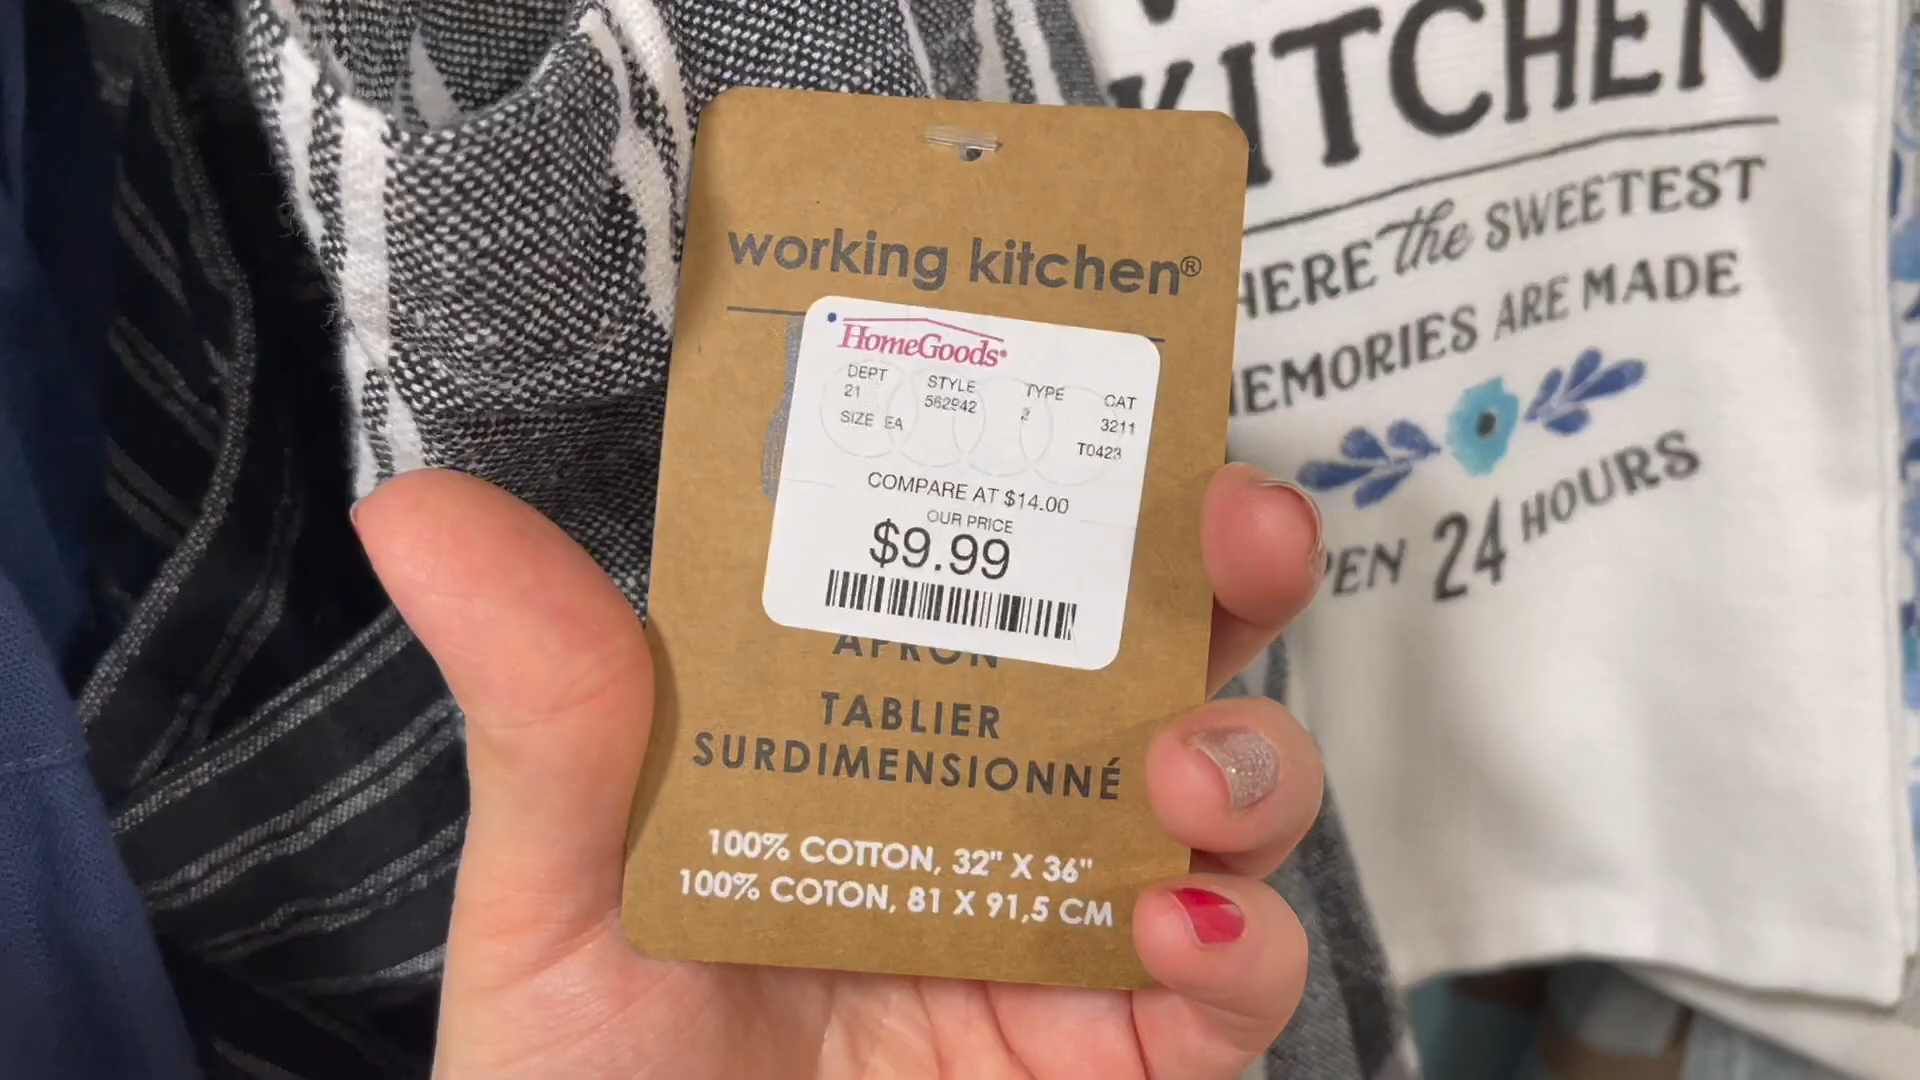 working kitchen®
HomeGoods
DEPT STYLE TYPE CAT
21 562942 2 3211
SIZE EA T0423
COMPARE AT $14.00
OUR PRICE
$9.99
APRON
TABLIER
SURDIMENSIONNÉ
100% COTTON, 32" X 36"
100% COTON, 81 X 91,5 CM
KITCHEN
the SWEETEST
ARE MADE
24 HOURS